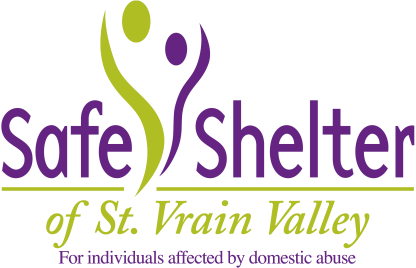 Safe Shelter
of St. Vrain Valley
For individuals affected by domestic abuse